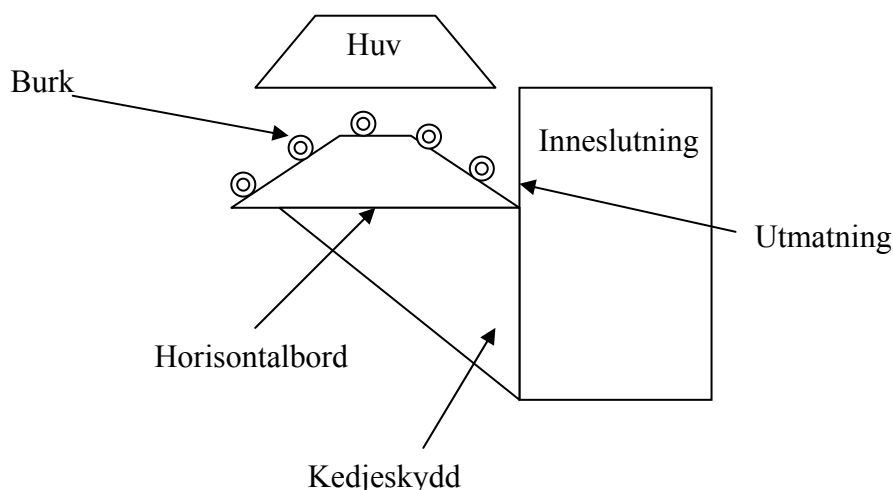 Huv
Burk
Inneslutning
Utmatning
Horisontalbord
Kedjeskydd